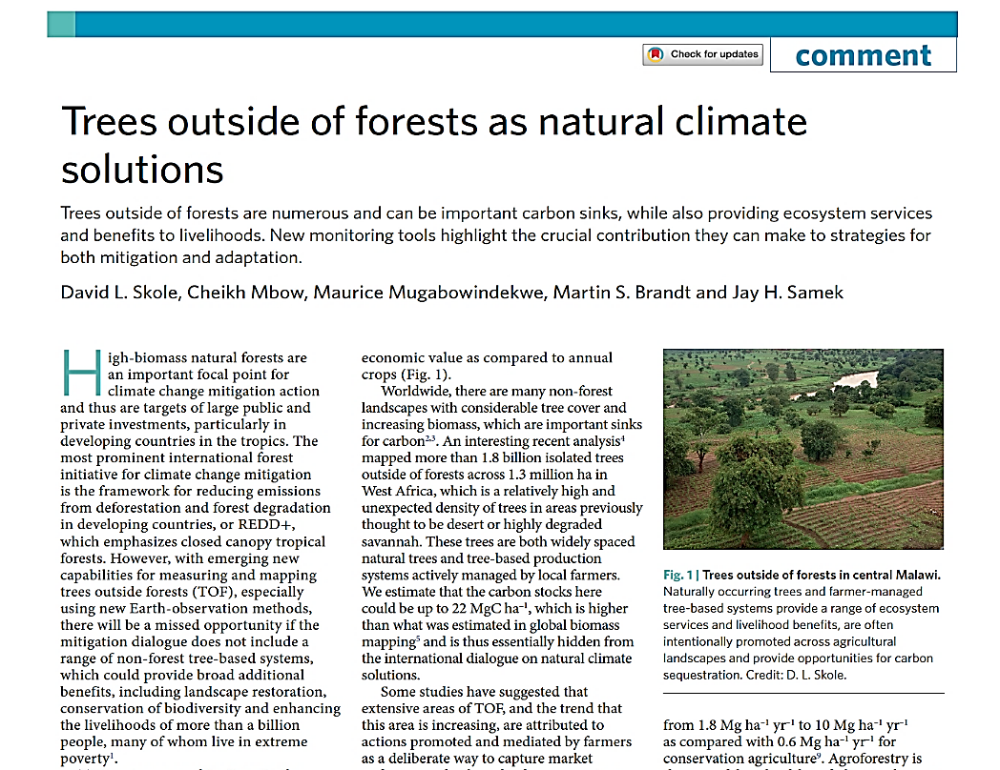 Check for updates
comment
Trees outside of forests as natural climate
solutions
Trees outside of forests are numerous and can be important carbon sinks, while also providing ecosystem services
and benefits to livelihoods. New monitoring tools highlight the crucial contribution they can make to strategies for
both mitigation and adaptation.
David L. Skole, Cheikh Mbow, Maurice Mugabowindekwe, Martin S. Brandt and Jay H. Samek
High-biomass natural forests are
an important focal point for
climate change mitigation action
and thus are targets of large public and
private investments, particularly in
developing countries in the tropics. The
most prominent international forest
initiative for climate change mitigation
is the framework for reducing emissions
from deforestation and forest degradation
in developing countries, or REDD+,
which emphasizes closed canopy tropical
forests. However, with emerging new
capabilities for measuring and mapping
trees outside forests (TOF), especially
using new Earth-observation methods,
there will be a missed opportunity if the
mitigation dialogue does not include a
range of non-forest tree-based systems,
which could provide broad additional
benefits, including landscape restoration,
conservation of biodiversity and enhancing
the livelihoods of more than a billion
people, many of whom live in extreme
poverty¹.
economic value as compared to annual
crops (Fig. 1).
Worldwide, there are many non-forest
landscapes with considerable tree cover and
increasing biomass, which are important sinks
for carbon²,³. An interesting recent analysis⁴
mapped more than 1.8 billion isolated trees
outside of forests across 1.3 million ha in
West Africa, which is a relatively high and
unexpected density of trees in areas previously
thought to be desert or highly degraded
savannah. These trees are both widely spaced
natural trees and tree-based production
systems actively managed by local farmers.
We estimate that the carbon stocks here
could be up to 22 MgC ha⁻¹, which is higher
than what was estimated in global biomass
mapping⁵ and is thus essentially hidden from
the international dialogue on natural climate
solutions.
Some studies have suggested that
extensive areas of TOF, and the trend that
this area is increasing, are attributed to
actions promoted and mediated by farmers
as a deliberate way to capture market
Fig. 1 | Trees outside of forests in central Malawi.
Naturally occurring trees and farmer-managed
tree-based systems provide a range of ecosystem
services and livelihood benefits, are often
intentionally promoted across agricultural
landscapes and provide opportunities for carbon
sequestration. Credit: D. L. Skole.
from 1.8 Mg ha⁻¹ yr⁻¹ to 10 Mg ha⁻¹ yr⁻¹
as compared with 0.6 Mg ha⁻¹ yr⁻¹ for
conservation agriculture⁹. Agroforestry is